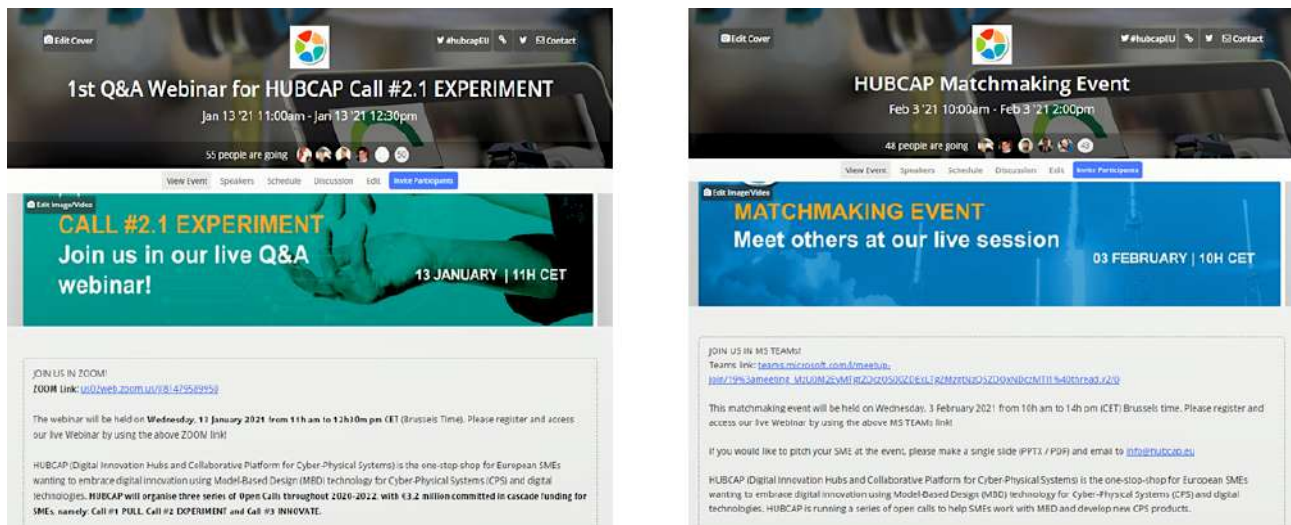 Edit Cover
#hubcapEU
Contact
1st Q&A Webinar for HUBCAP Call #2.1 EXPERIMENT
Jan 13 '21 11:00am - Jan 13 '21 12:30pm
55 people are going
50
View Event Speakers Schedule Discussion Edit Invite Participants
Edit Image/Video
CALL #2.1 EXPERIMENT
Join us in our live Q&A
webinar!
13 JANUARY | 11H CET
JOIN US IN ZOOM!
ZOOM Link: us02web.zoom.us/j/81479589950
The webinar will be held on Wednesday, 13 January 2021 from 11h am to 12h30m pm CET (Brussels Time). Please register and access
our live Webinar by using the above ZOOM link!
HUBCAP (Digital Innovation Hubs and Collaborative Platform for Cyber-Physical Systems) is the one-stop shop for European SMEs
wanting to embrace digital innovation using Model-Based Design (MBD) technology for Cyber-Physical Systems (CPS) and digital
technologies. HUBCAP will organise three series of Open Calls throughout 2020-2022, with €3.2 million committed in cascade funding for
SMEs, namely: Call #1 PULL, Call #2 EXPERIMENT and Call #3 INNOVATE.
Edit Cover
#hubcapEU
Contact
HUBCAP Matchmaking Event
Feb 3 '21 10:00am - Feb 3 '21 2:00pm
48 people are going
43
View Event Speakers Schedule Discussion Edit Invite Participants
Edit Image/Video
MATCHMAKING EVENT
Meet others at our live session
03 FEBRUARY | 10H CET
JOIN US IN MS TEAMs!
Teams link: teams.microsoft.com/l/meetup-
This matchmaking event will be held on Wednesday, 3 February 2021 from 10h am to 14h pm (CET) Brussels time. Please register and
access our live Webinar by using the above MS TEAMs link!
If you would like to pitch your SME at the event, please make a single slide (PPTX / PDF) and email to info@hubcap.eu
HUBCAP (Digital Innovation Hubs and Collaborative Platform for Cyber-Physical Systems) is the one-stop-shop for European SMEs
wanting to embrace digital innovation using Model-Based Design (MBD) technology for Cyber-Physical Systems (CPS) and digital
technologies. HUBCAP is running a series of open calls to help SMEs work with MBD and develop new CPS products.